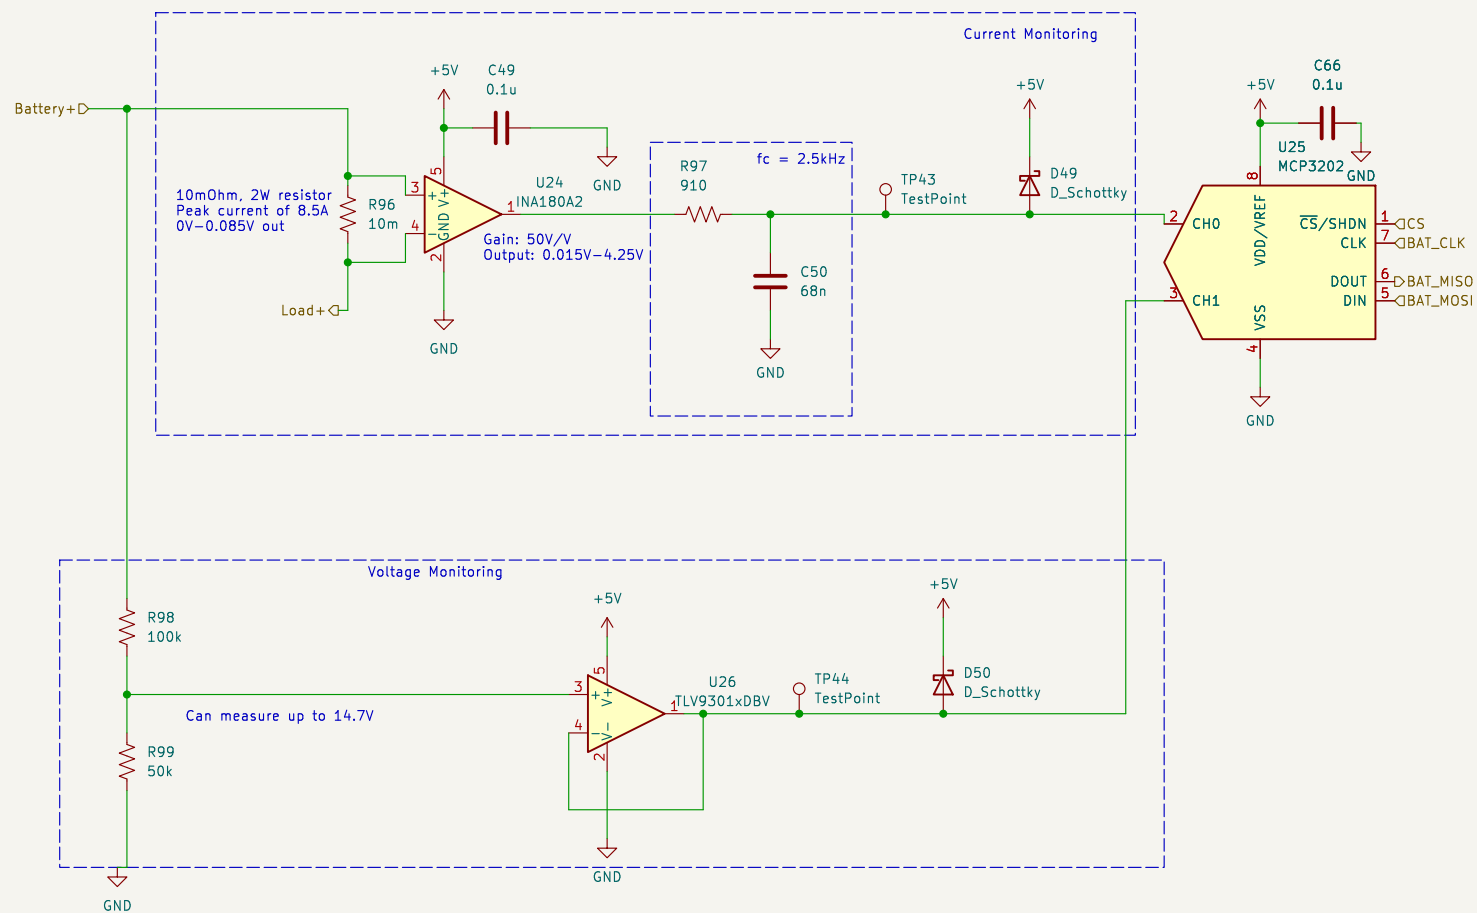 Current Monitoring
Battery+
+5V
C49
0.1u
GND
10mOhm, 2W resistor
Peak current of 8.5A
0V-0.085V out
R96
10m
Load+
3
4
5
2
1
+
-
V+
GND
U24
INA180A2
Gain: 50V/V
Output: 0.015V-4.25V
GND
fc = 2.5kHz
R97
910
C50
68n
GND
TP43
TestPoint
+5V
D49
D_Schottky
+5V
C66
0.1u
GND
U25
MCP3202
8
VDD/VREF
2
CH0
3
CH1
CS/SHDN
1
CS
CLK
7
BAT_CLK
DOUT
6
BAT_MISO
DIN
5
BAT_MOSI
VSS
4
GND
Voltage Monitoring
R98
100k
Can measure up to 14.7V
R99
50k
GND
+5V
5
3
4
2
1
+
-
V+
V-
U26
TLV9301xDBV
GND
TP44
TestPoint
+5V
D50
D_Schottky